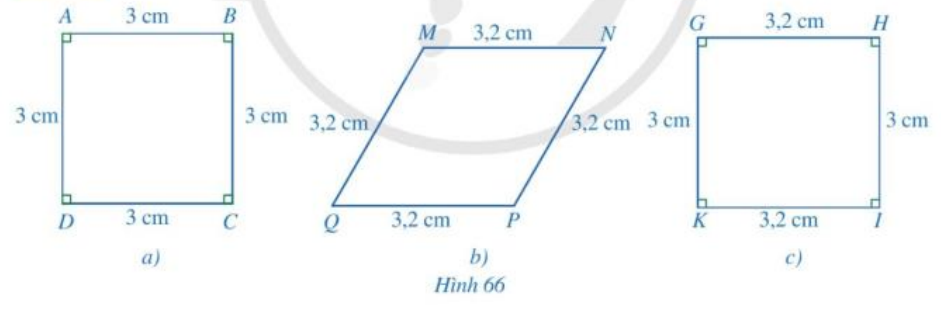 A 3 cm B
3 cm
3 cm
D 3 cm C
a)
M 3,2 cm N
3,2 cm
3,2 cm
Q 3,2 cm P
b)
G 3,2 cm H
3 cm
3 cm
K 3,2 cm I
c)
Hình 66